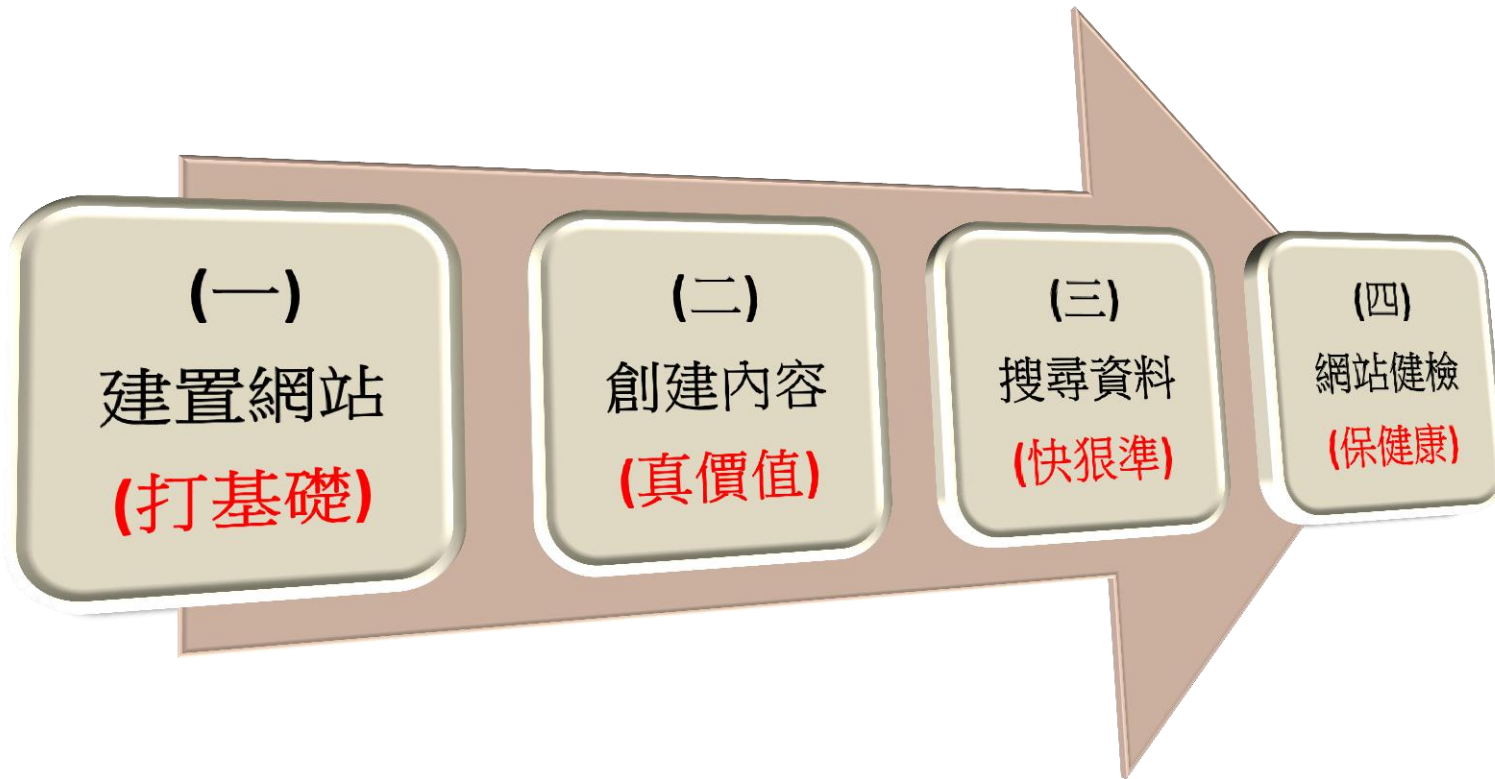 (一)
建置網站
(打基礎)
(二)
創建內容
(真價值)
(三)
搜尋資料
(快狠準)
(四)
網站健檢
(保健康)